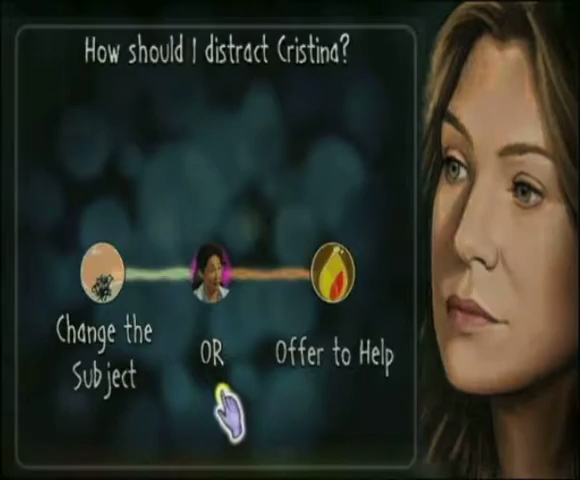 How should I distract Cristina?
Change the
Subject
OR
Offer to Help